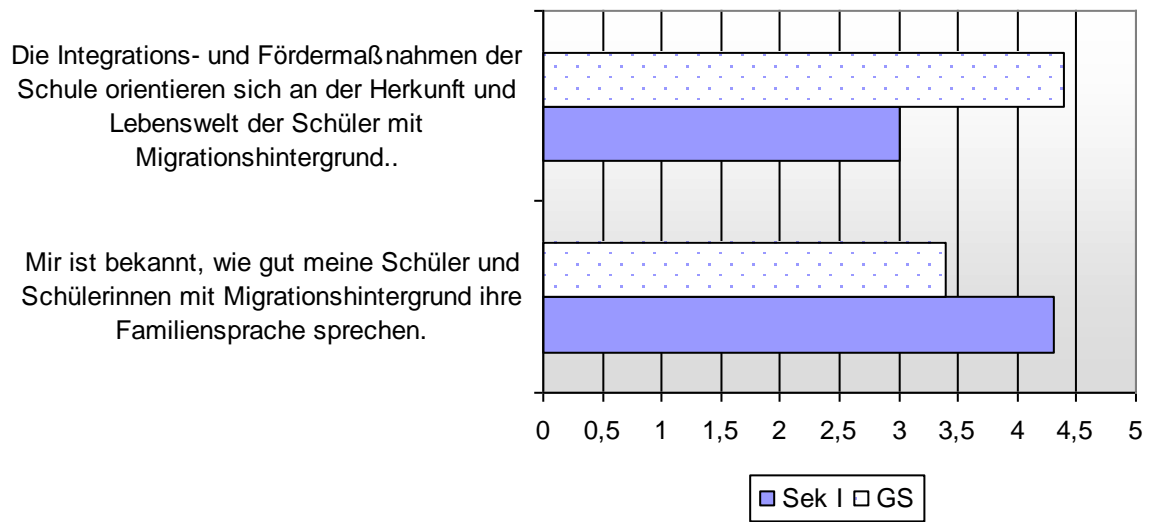 Die Integrations- und Fördermaßnahmen der
Schule orientieren sich an der Herkunft und
Lebenswelt der Schüler mit
Migrationshintergrund..
Mir ist bekannt, wie gut meine Schüler und
Schülerinnen mit Migrationshintergrund ihre
Familiensprache sprechen.
0 0,5 1 1,5 2 2,5 3 3,5 4 4,5 5
Sek I GS